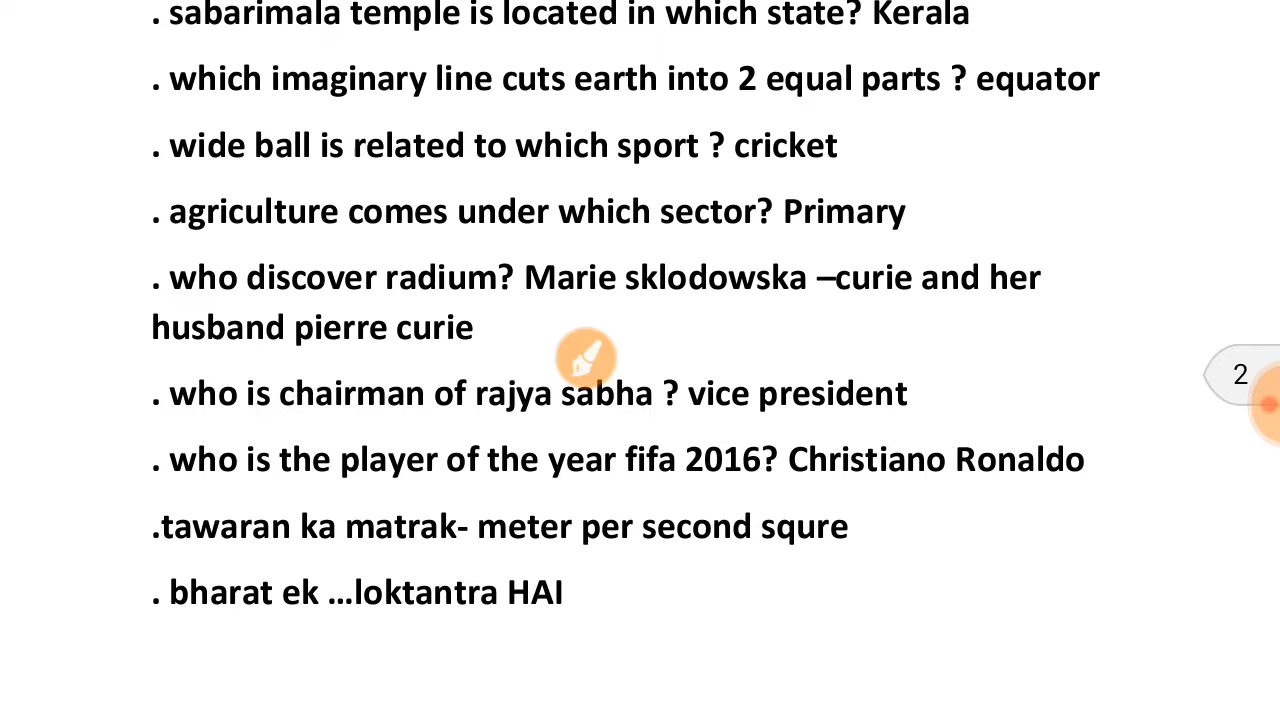 . sabarimala temple is located in which state? Kerala
. which imaginary line cuts earth into 2 equal parts ? equator
. wide ball is related to which sport ? cricket
. agriculture comes under which sector? Primary
. who discover radium? Marie sklodowska –curie and her
husband pierre curie
2
. who is chairman of rajya sabha ? vice president
. who is the player of the year fifa 2016? Christiano Ronaldo
.tawaran ka matrak- meter per second squre
. bharat ek ...loktantra HAI